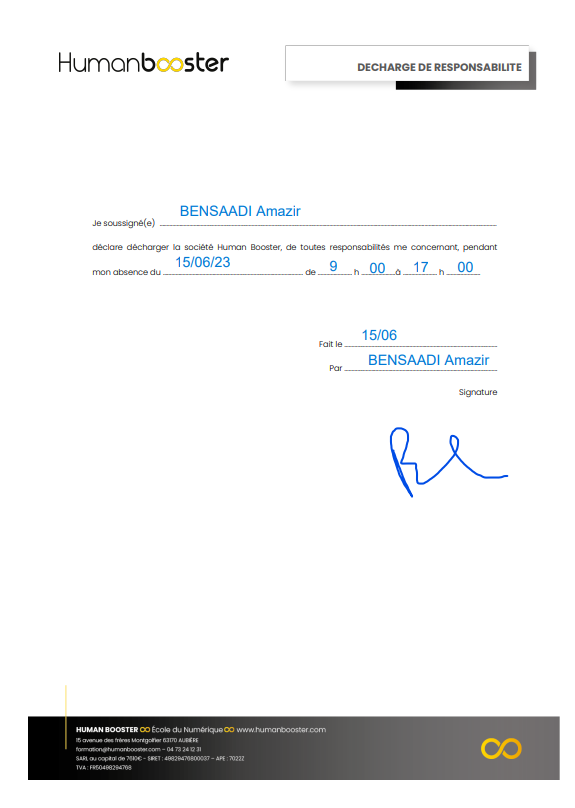 Humanbooster
DECHARGE DE RESPONSABILITE
Je soussigné(e) BENSAADI Amazir
déclare décharger la société Human Booster, de toutes responsabilités me concernant, pendant
mon absence du 15/06/23 de 9 h 00 à 17 h 00
Fait le 15/06
Par BENSAADI Amazir
Signature
HUMAN BOOSTER École du Numérique www.humanbooster.com
15 avenue des frères Montgolfier 63170 AUBIÈRE
formation@humanbooster.com – 04 73 24 12 31
SARL au capital de 7610€ - SIRET : 49829476800037 – APE : 7022Z
TVA : FR50498294768